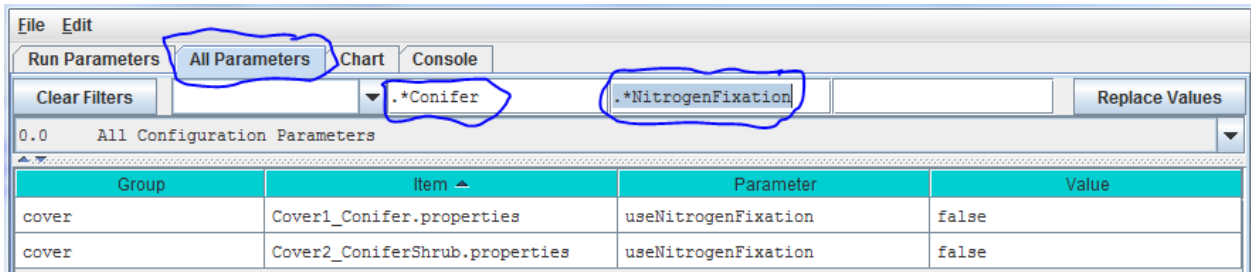 File Edit
Run Parameters All Parameters Chart Console
Clear Filters .*Conifer .*NitrogenFixation Replace Values
0.0 All Configuration Parameters
Group Item Parameter Value
cover Cover1_Conifer.properties useNitrogenFixation false
cover Cover2_ConiferShrub.properties useNitrogenFixation false